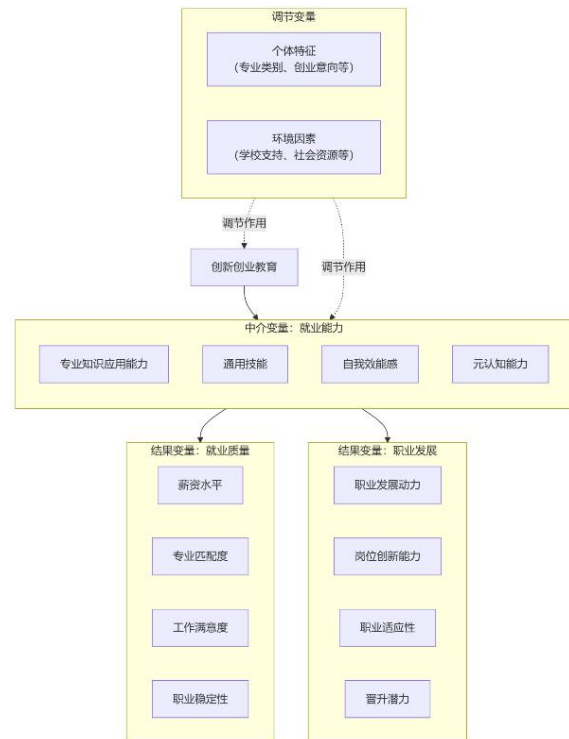 调节变量
个体特征
（专业类别、创业意向等）
环境因素
（学校支持、社会资源等）
调节作用
创新创业教育
调节作用
中介变量：就业能力
专业知识应用能力
通用技能
自我效能感
元认知能力
结果变量：就业质量
薪资水平
专业匹配度
工作满意度
职业稳定性
结果变量：职业发展
职业发展动力
岗位创新能力
职业适应性
晋升潜力